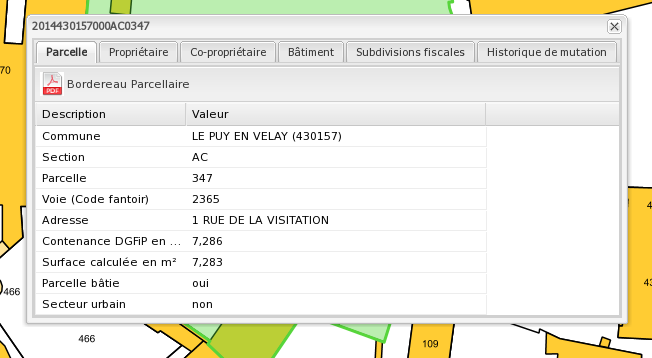 2014430157000AC0347
Parcelle Propriétaire Co-propriétaire Bâtiment Subdivisions fiscales Historique de mutation
PDF Bordereau Parcellaire
Description Valeur
Commune LE PUY EN VELAY (430157)
Section AC
Parcelle 347
Voie (Code fantoir) 2365
Adresse 1 RUE DE LA VISITATION
Contenance DGFiP en ... 7,286
Surface calculée en m² 7,283
Parcelle bâtie oui
Secteur urbain non
70
466
466
109